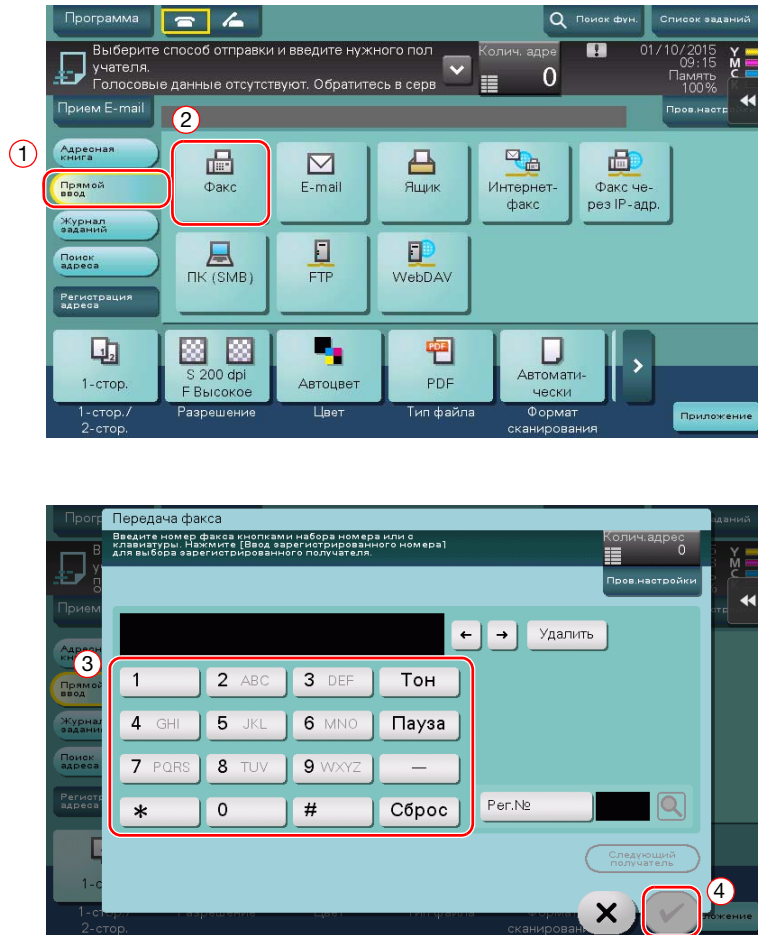 Программа
Поиск фун.
Список заданий
Выберите способ отправки и введите нужного пол
учателя.
Голосовые данные отсутствуют. Обратитесь в серв
Колич. адре
0
01/10/2015
09:15
Память
100%
Y
M
C
K
Прием E-mail
Пров.настр
1
2
Адресная
книга
Прямой
ввод
Журнал
заданий
Поиск
адреса
Регистрация
адреса
Факс
E-mail
Ящик
Интернет-
факс
Факс че-
рез IP-адр.
ПК (SMB)
FTP
WebDAV
1-стор.
S 200 dpi
F Высокое
Автоцвет
PDF
PDF
Автомати-
чески
1-стор./
2-стор.
Разрешение
Цвет
Тип файла
Формат
сканирования
Приложение
Передача факса
Введите номер факса кнопками набора номера или с
клавиатуры. Нажмите [Ввод зарегистрированного номера]
для выбора зарегистрированного получателя.
Колич.адрес
0
Пров.настройки
Удалить
3
1
2 ABC
3 DEF
Тон
4 GHI
5 JKL
6 MNO
Пауза
7 PQRS
8 TUV
9 WXYZ
—
*
0
#
Сброс
Рег.№
Следующий
получатель
4